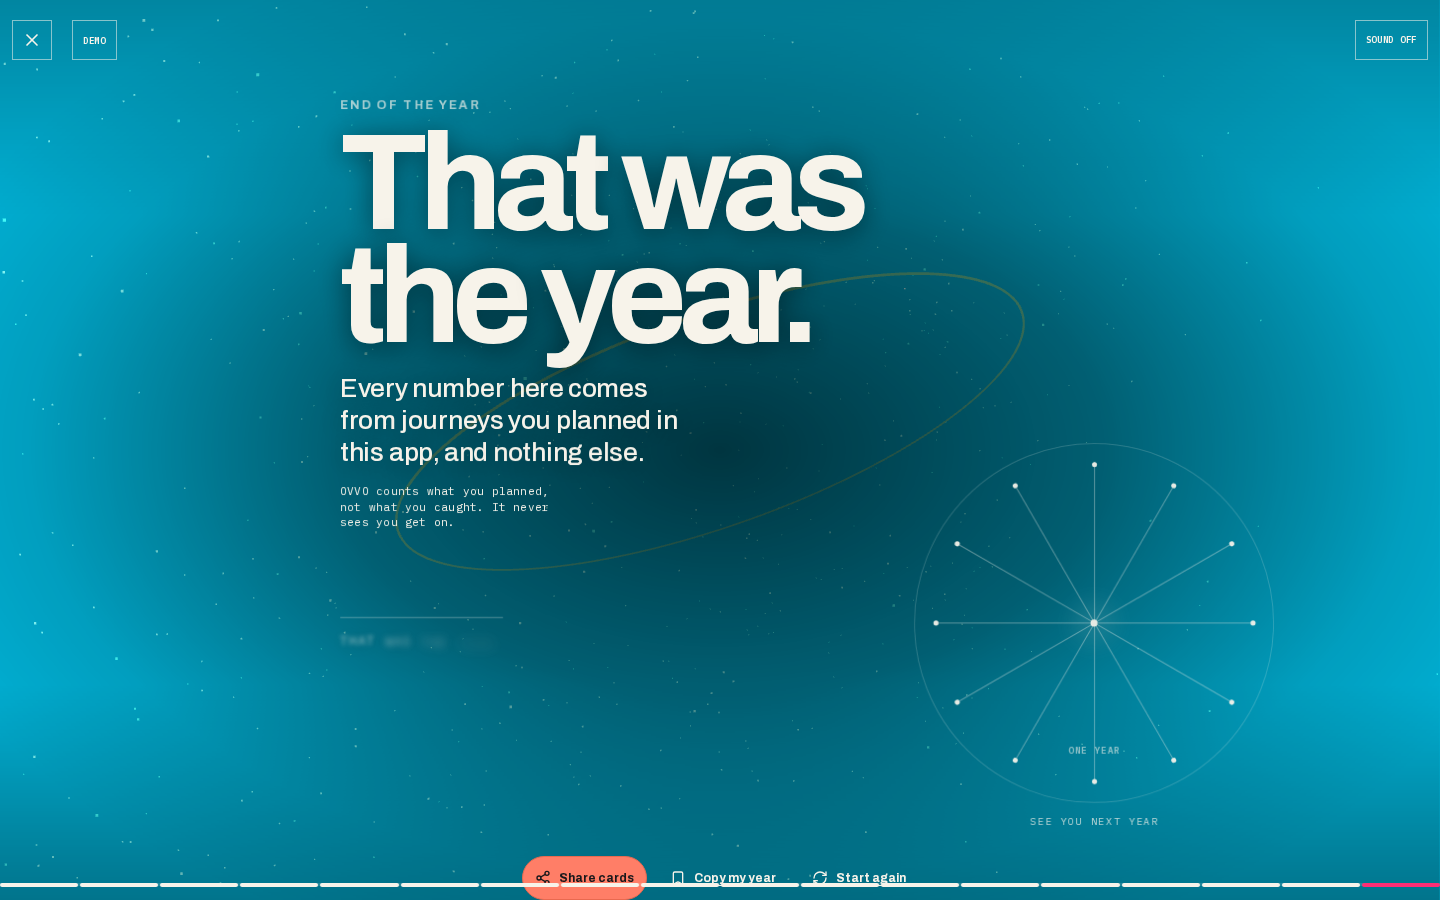 DEMO
SOUND OFF
END OF THE YEAR
That was
the year.
Every number here comes
from journeys you planned in
this app, and nothing else.
OVVO counts what you planned,
not what you caught. It never
sees you get on.
ONE YEAR
SEE YOU NEXT YEAR
Share cards
Copy my year
Start again